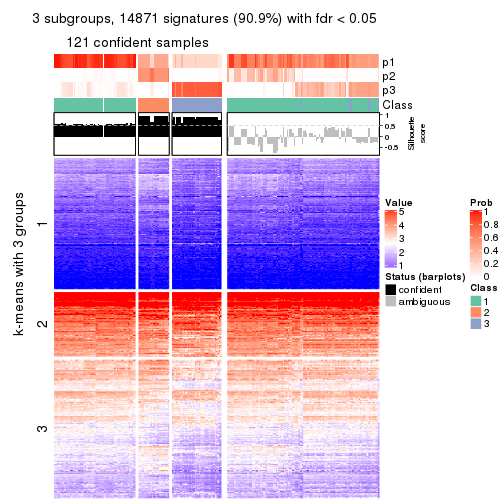 3 subgroups, 14871 signatures (90.9%) with fdr < 0.05
121 confident samples
p1
p2
p3
Class
1
0.5
0
-0.5
Silhouette
score
k-means with 3 groups
1
2
3
Value
5
4
3
2
1
Status (barplots)
confident
ambiguous
Prob
1
0.8
0.6
0.4
0.2
0
Class
1
2
3